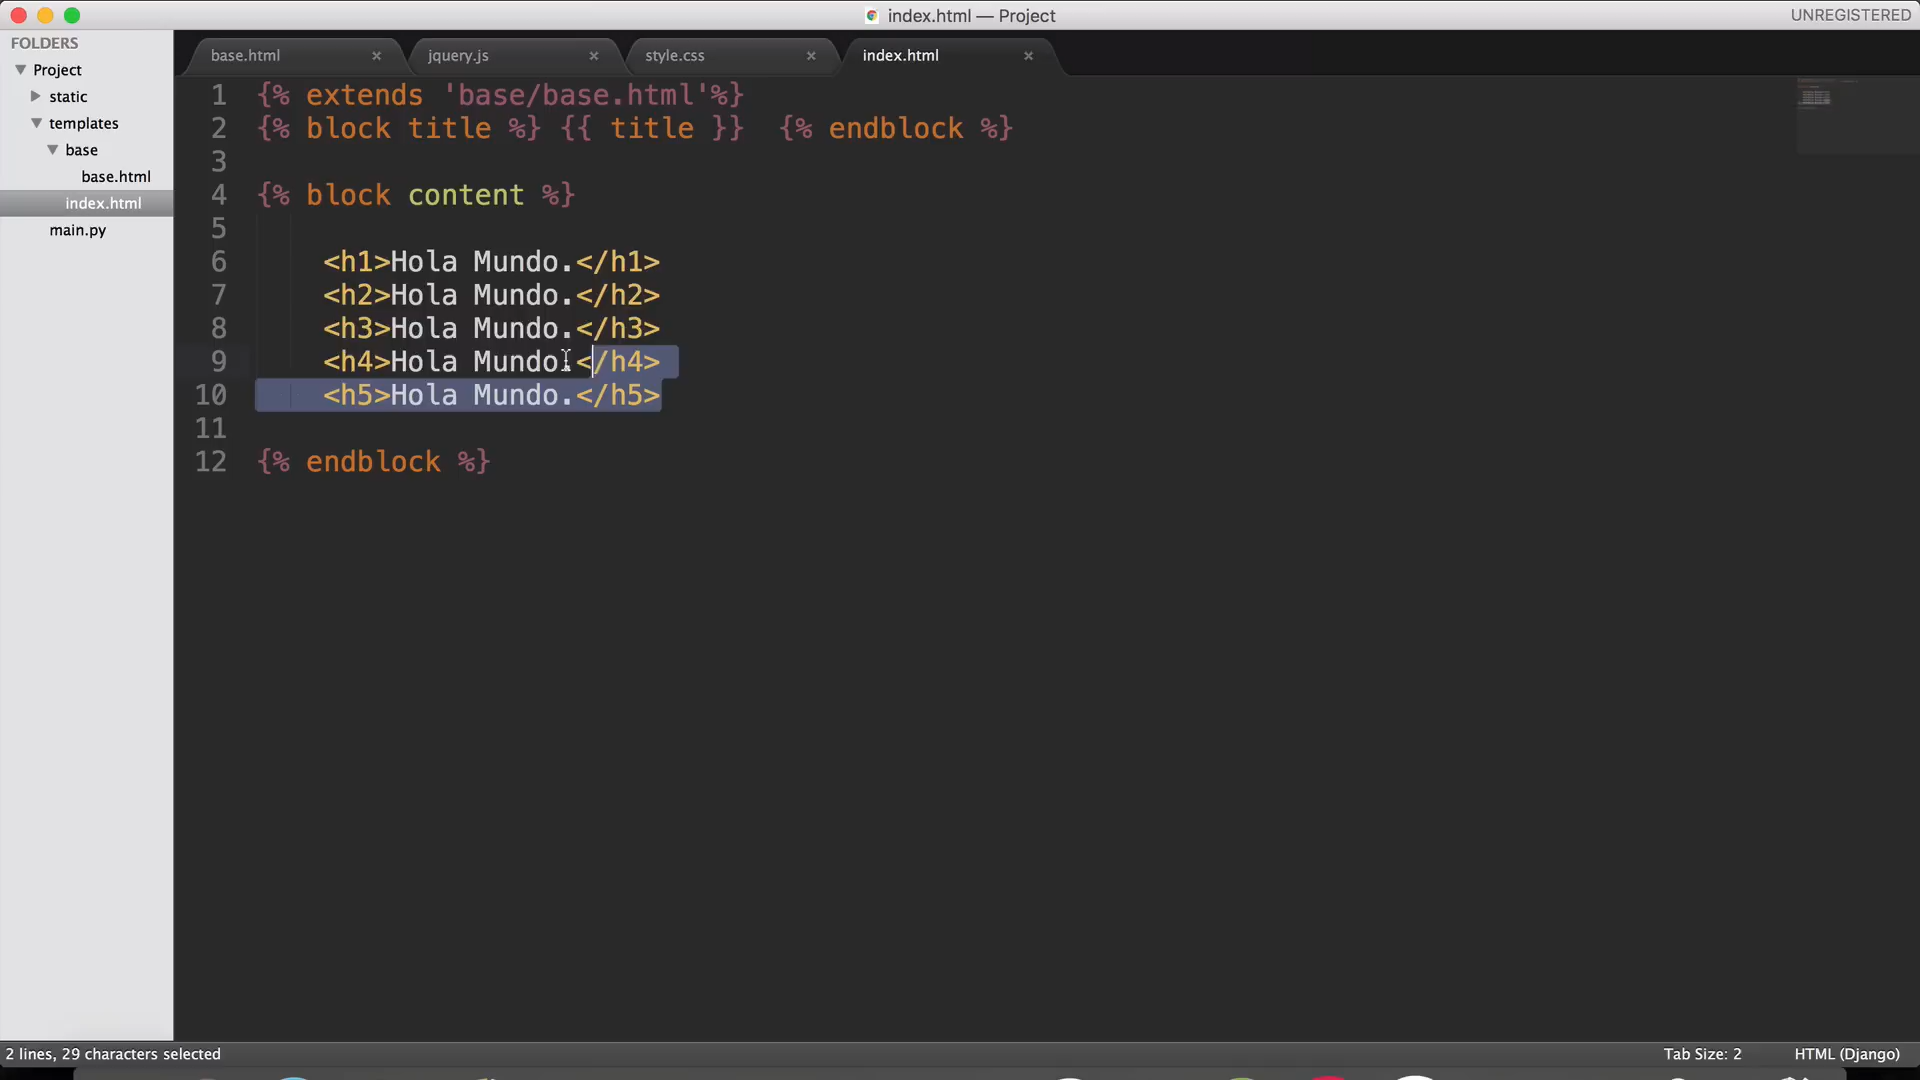 index.html — Project
UNREGISTERED
FOLDERS
Project
static
templates
base
base.html
index.html
main.py
base.html ×
jquery.js ×
style.css ×
index.html ×
1 {% extends 'base/base.html'%}
2 {% block title %} {{ title }}  {% endblock %}
3
4 {% block content %}
5
6 <h1>Hola Mundo.</h1>
7 <h2>Hola Mundo.</h2>
8 <h3>Hola Mundo.</h3>
9 <h4>Hola Mundo.</h4>
10 <h5>Hola Mundo.</h5>
11
12 {% endblock %}
2 lines, 29 characters selected
Tab Size: 2
HTML (Django)